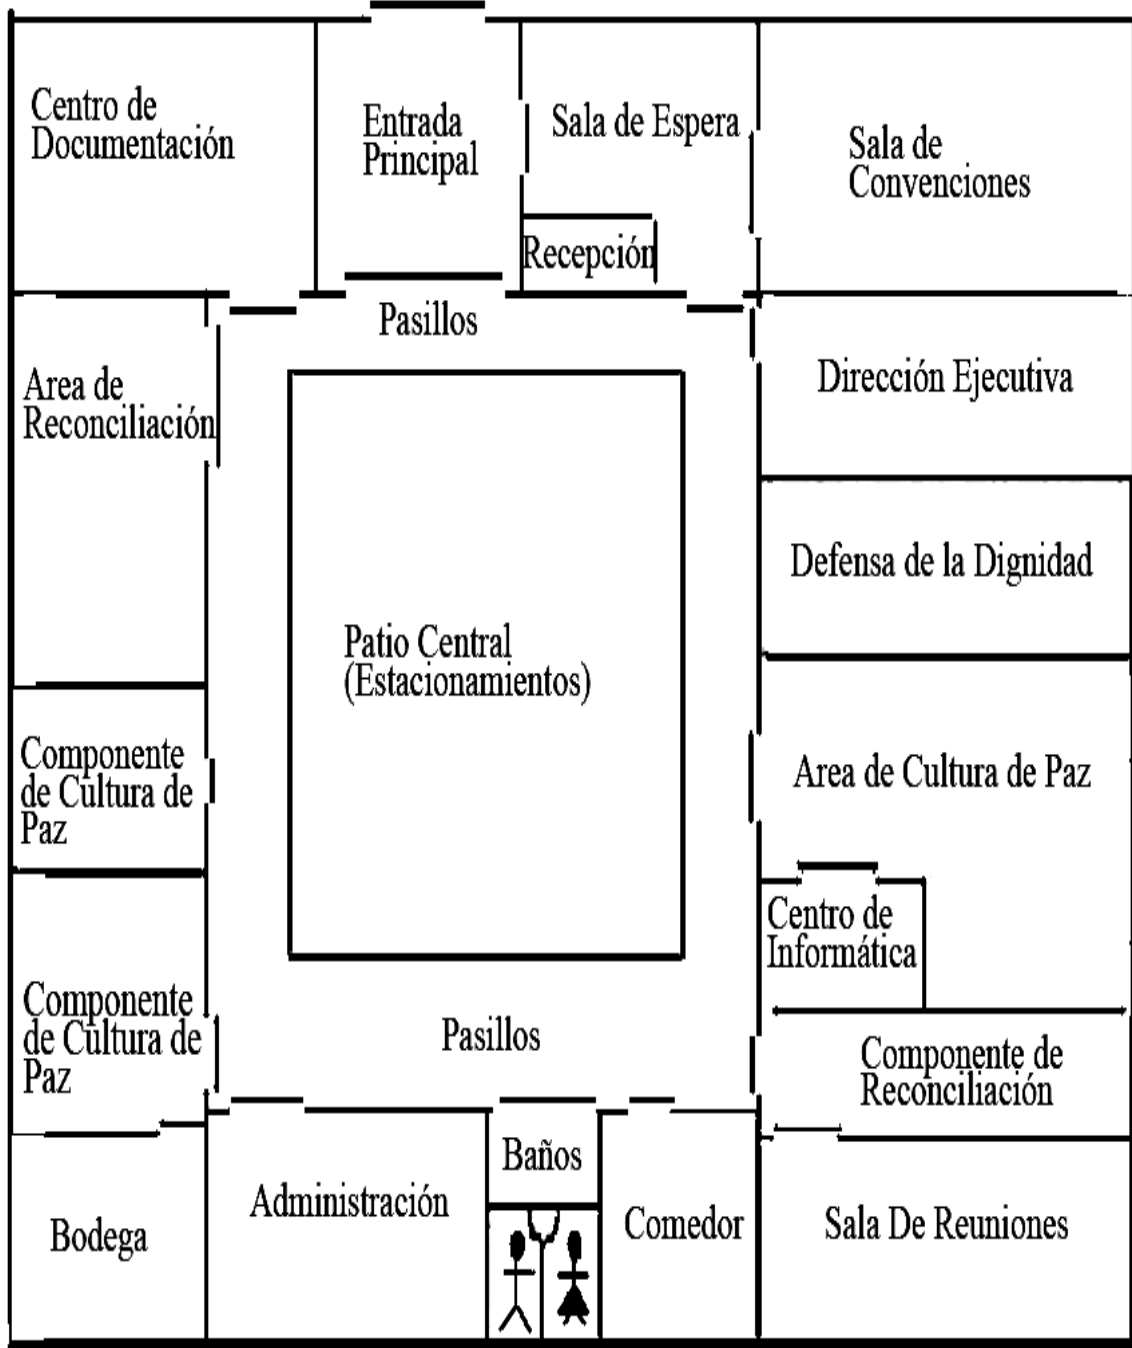 Centro de
Documentación
Entrada
Principal
Sala de Espera
Sala de
Convenciones
Recepción
Pasillos
Area de
Reconciliación
Dirección Ejecutiva
Defensa de la Dignidad
Patio Central
(Estacionamientos)
Componente
de Cultura de
Paz
Area de Cultura de Paz
Centro de
Informática
Componente
de Cultura de
Paz
Pasillos
Componente de
Reconciliación
Baños
Administración
Bodega
Comedor
Sala De Reuniones